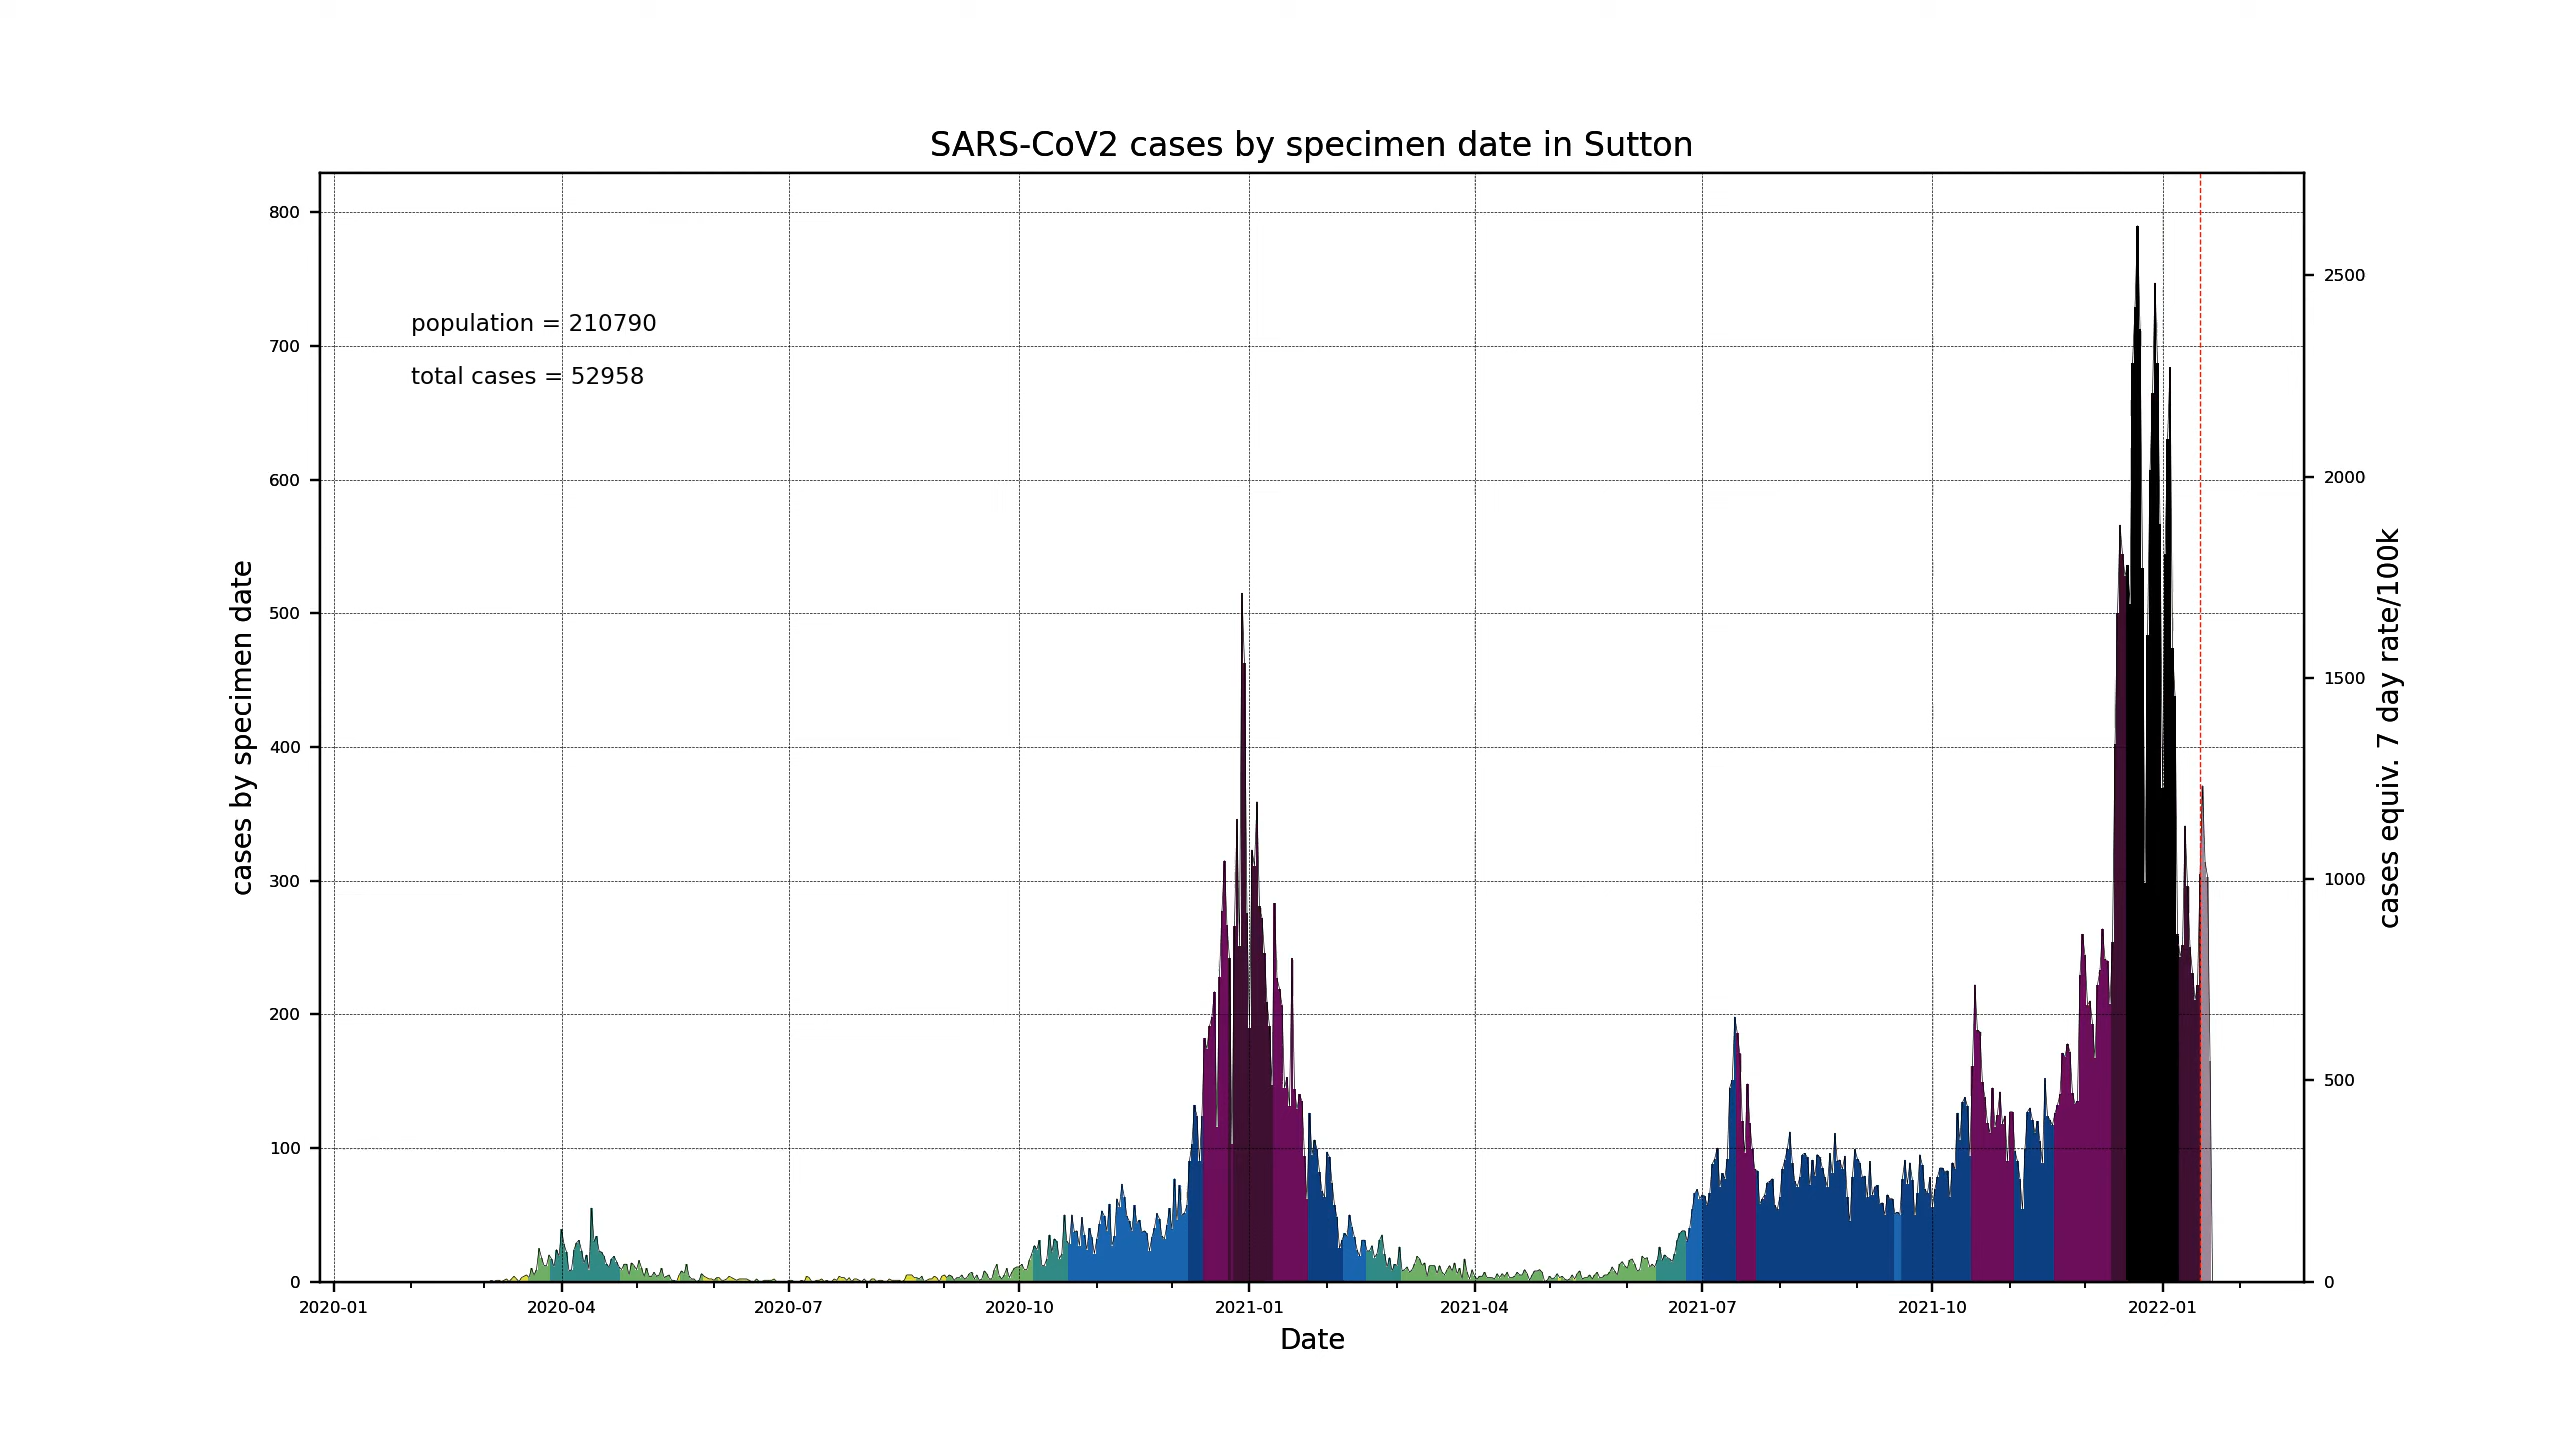 SARS-CoV2 cases by specimen date in Sutton
population = 210790
total cases = 52958
cases by specimen date
800
700
600
500
400
300
200
100
0
2500
2000
1500
1000
500
0
cases equiv. 7 day rate/100k
2020-01 2020-04 2020-07 2020-10 2021-01 2021-04 2021-07 2021-10 2022-01
Date